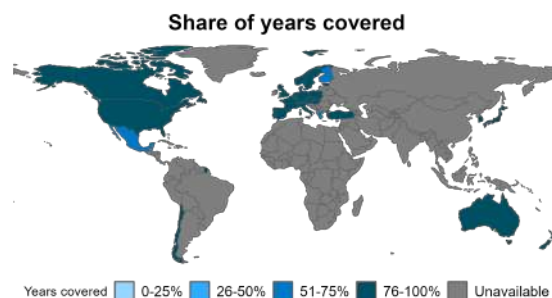 Share of years covered
Years covered 0-25% 26-50% 51-75% 76-100% Unavailable